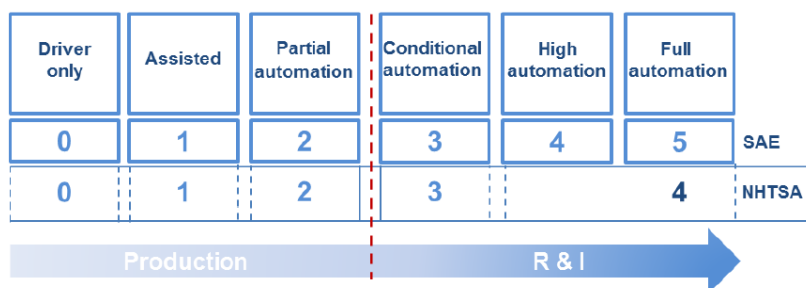 Driver only
Assisted
Partial automation
Conditional automation
High automation
Full automation
0 1 2 3 4 5 SAE
0 1 2 3 4 NHTSA
Production R & I